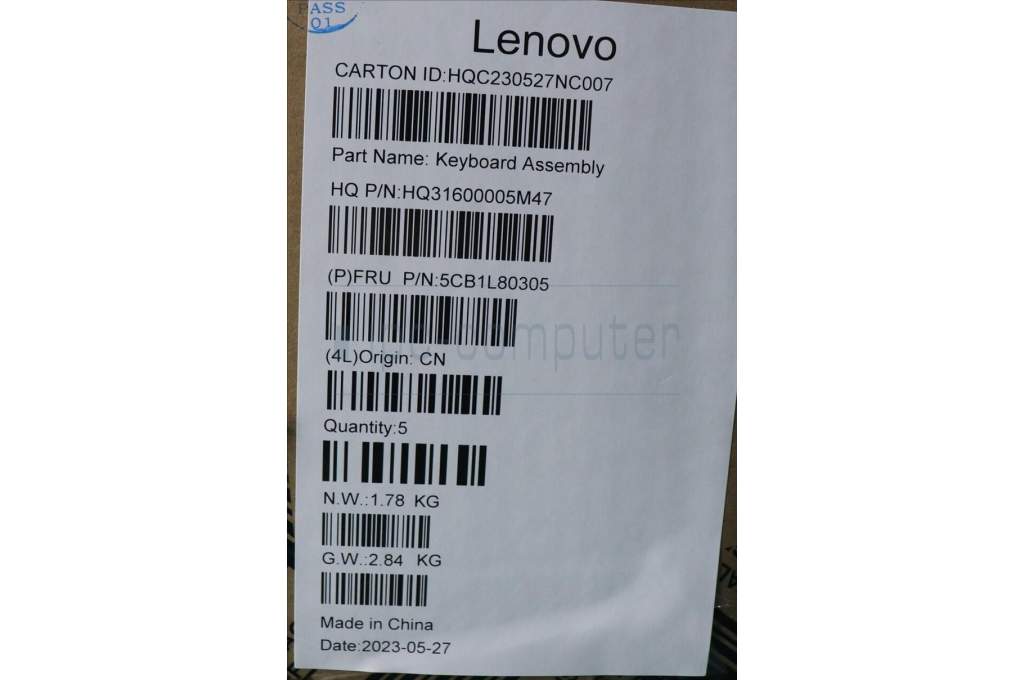 PASS
01
Lenovo
CARTON ID:HQC230527NC007
Part Name: Keyboard Assembly
HQ P/N:HQ31600005M47
(P)FRU P/N:5CB1L80305
computer
(4L)Origin: CN
Quantity:5
N.W.:1.78 KG
G.W.:2.84 KG
Made in China
Date:2023-05-27